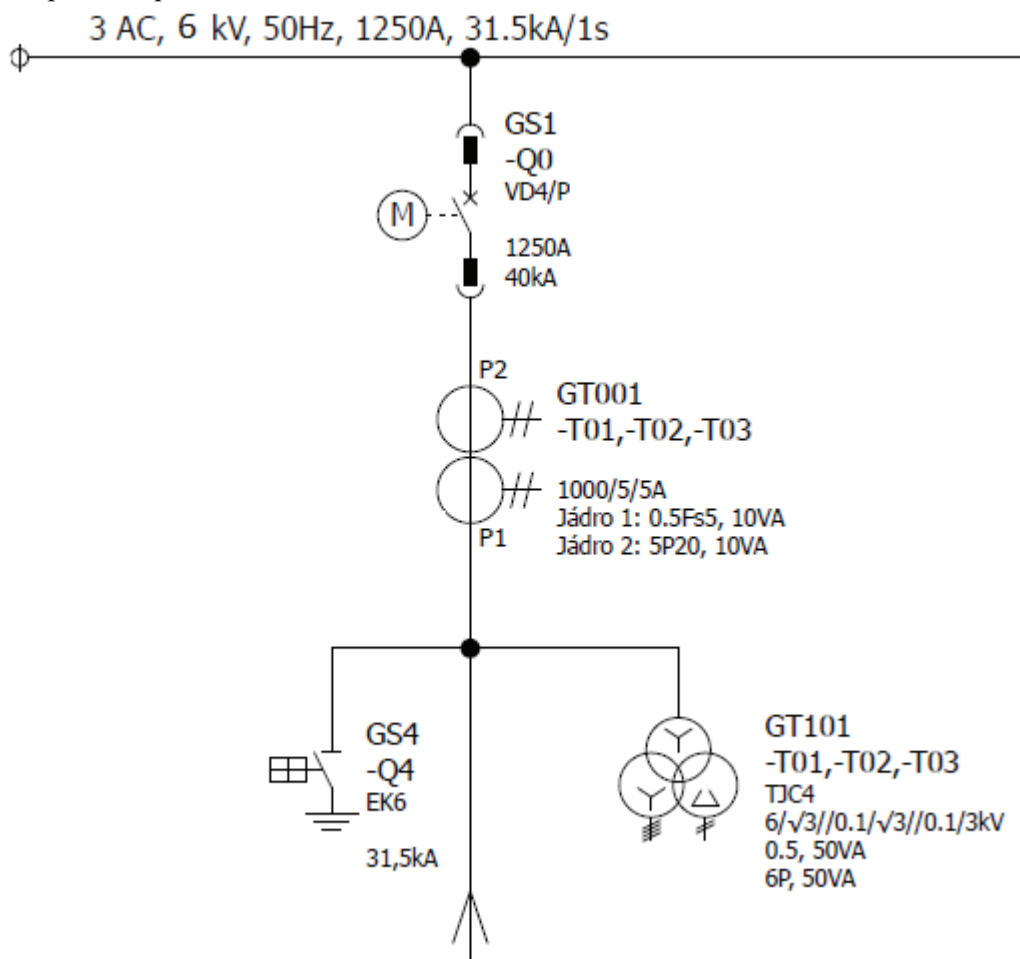 3 AC, 6 kV, 50Hz, 1250A, 31.5kA/1s
GS1
-Q0
VD4/P
M
1250A
40kA
P2
GT001
-T01,-T02,-T03
1000/5/5A
Jádro 1: 0.5Fs5, 10VA
P1
Jádro 2: 5P20, 10VA
GS4
-Q4
EK6
31,5kA
GT101
-T01,-T02,-T03
TJC4
6/√3//0.1/√3//0.1/3kV
0.5, 50VA
6P, 50VA